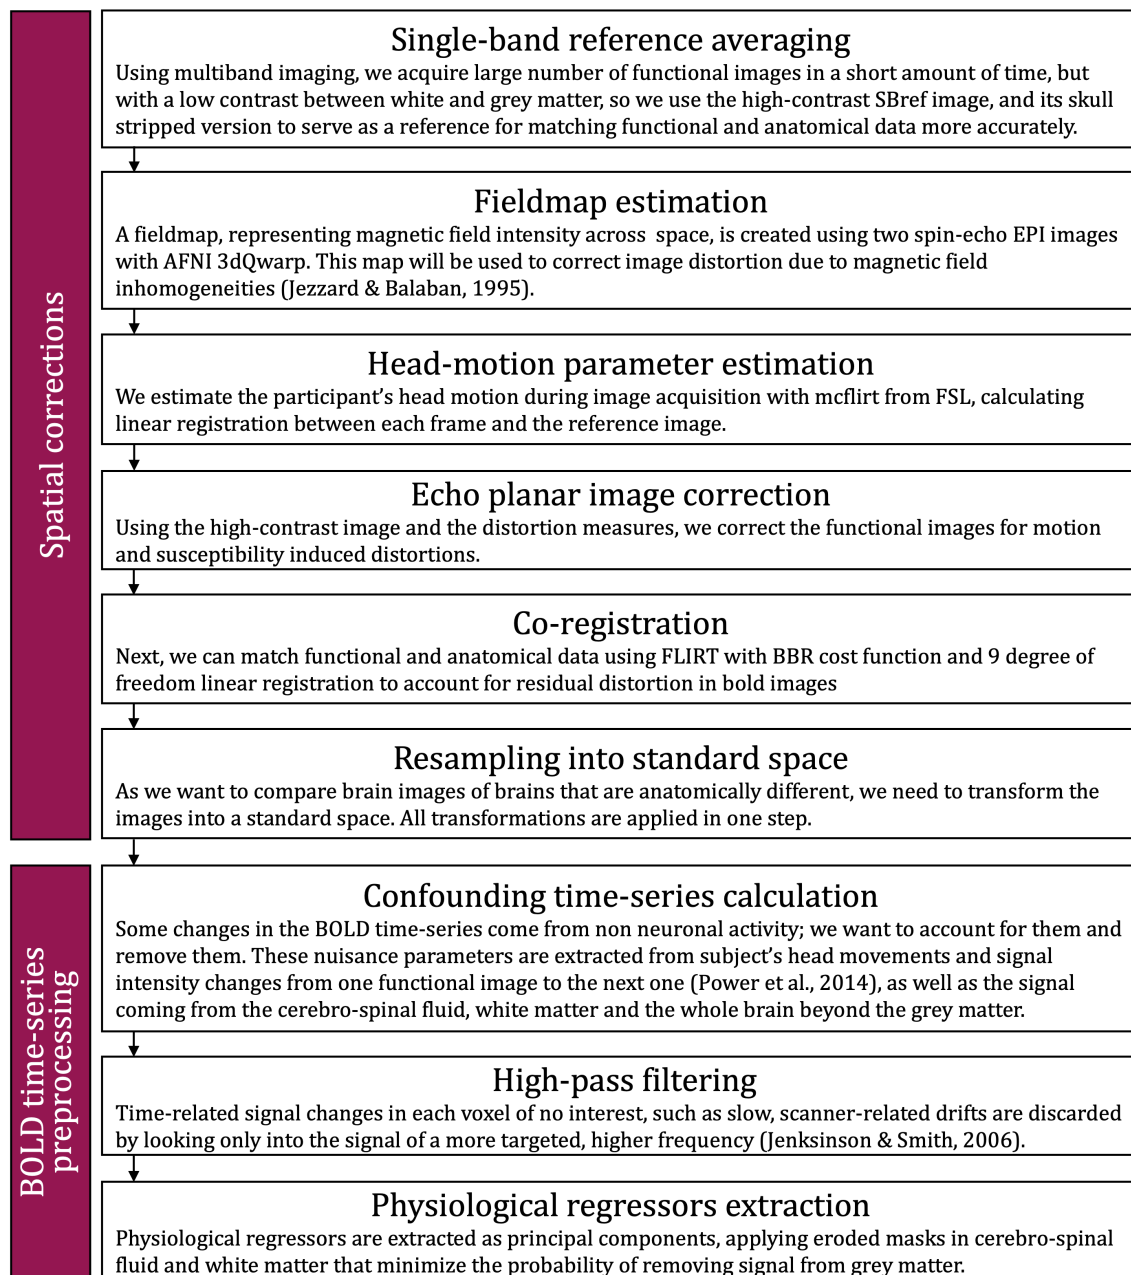 Spatial corrections
Single-band reference averaging
Using multiband imaging, we acquire large number of functional images in a short amount of time, but
with a low contrast between white and grey matter, so we use the high-contrast SBref image, and its skull
stripped version to serve as a reference for matching functional and anatomical data more accurately.
Fieldmap estimation
A fieldmap, representing magnetic field intensity across space, is created using two spin-echo EPI images
with AFNI 3dQwarp. This map will be used to correct image distortion due to magnetic field
inhomogeneities (Jezzard & Balaban, 1995).
Head-motion parameter estimation
We estimate the participant's head motion during image acquisition with mcflirt from FSL, calculating
linear registration between each frame and the reference image.
Echo planar image correction
Using the high-contrast image and the distortion measures, we correct the functional images for motion
and susceptibility induced distortions.
Co-registration
Next, we can match functional and anatomical data using FLIRT with BBR cost function and 9 degree of
freedom linear registration to account for residual distortion in bold images
Resampling into standard space
As we want to compare brain images of brains that are anatomically different, we need to transform the
images into a standard space. All transformations are applied in one step.
BOLD time-series
preprocessing
Confounding time-series calculation
Some changes in the BOLD time-series come from non neuronal activity; we want to account for them and
remove them. These nuisance parameters are extracted from subject's head movements and signal
intensity changes from one functional image to the next one (Power et al., 2014), as well as the signal
coming from the cerebro-spinal fluid, white matter and the whole brain beyond the grey matter.
High-pass filtering
Time-related signal changes in each voxel of no interest, such as slow, scanner-related drifts are discarded
by looking only into the signal of a more targeted, higher frequency (Jenksinson & Smith, 2006).
Physiological regressors extraction
Physiological regressors are extracted as principal components, applying eroded masks in cerebro-spinal
fluid and white matter that minimize the probability of removing signal from grey matter.